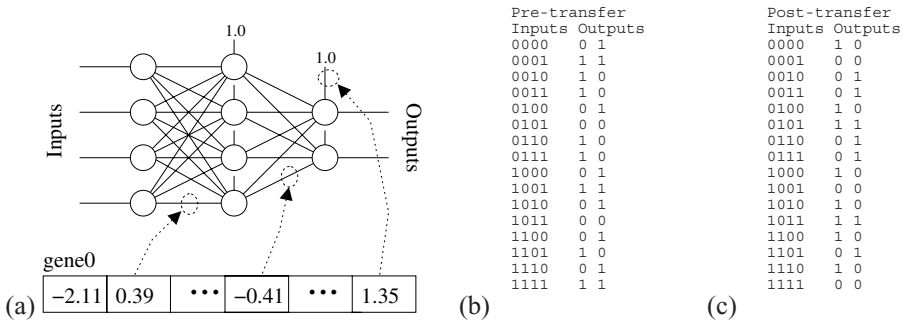 1.0
1.0
Inputs
Outputs
gene0
−2.11 0.39 ••• −0.41 ••• 1.35
(a)
Pre-transfer
Inputs Outputs
0000 0 1
0001 1 1
0010 1 0
0011 1 0
0100 0 1
0101 0 0
0110 1 0
0111 1 0
1000 0 1
1001 1 1
1010 0 1
1011 0 0
1100 0 1
1101 1 0
1110 0 1
1111 1 1
(b)
Post-transfer
Inputs Outputs
0000 1 0
0001 0 0
0010 0 1
0011 0 1
0100 1 0
0101 1 1
0110 0 1
0111 0 1
1000 1 0
1001 0 0
1010 1 0
1011 1 1
1100 1 0
1101 0 1
1110 1 0
1111 0 0
(c)